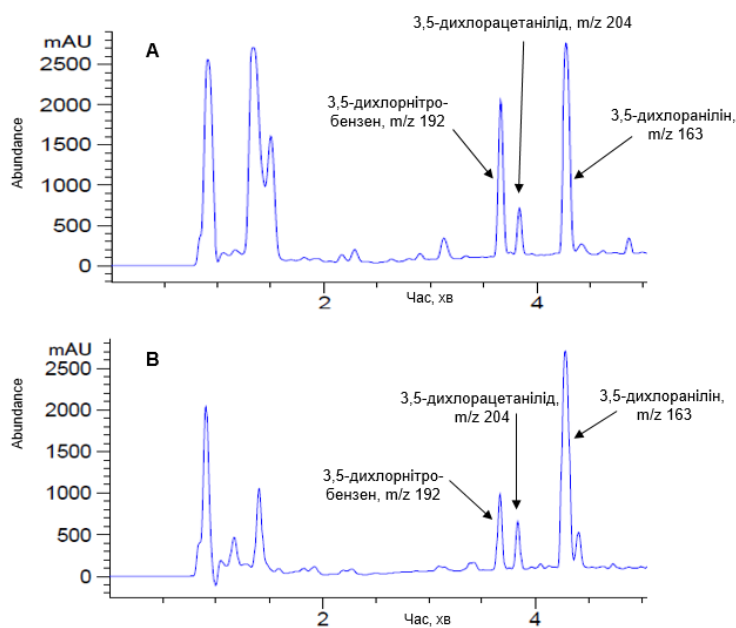 3,5-дихлорацетанілід, m/z 204
mAU
A
2500
3,5-дихлорнітро-
бензен, m/z 192
3,5-дихлоранілін,
m/z 163
2000
1500
1000
500
0
Abundance
2
Час, хв
4
mAU
B
2500
3,5-дихлорацетанілід,
m/z 204
3,5-дихлоранілін,
m/z 163
2000
1500
3,5-дихлорнітро-
бензен, m/z 192
1000
500
0
Abundance
2
Час, хв
4